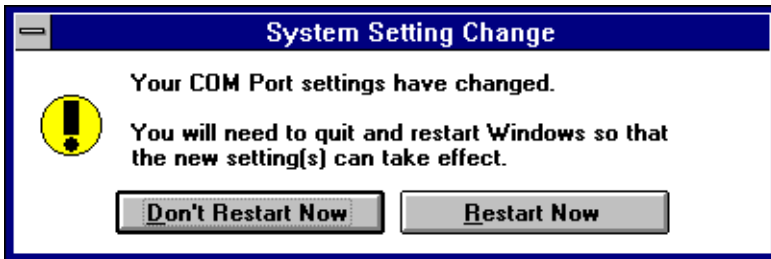 System Setting Change
Your COM Port settings have changed.
You will need to quit and restart Windows so that
the new setting(s) can take effect.
Don't Restart Now
Restart Now